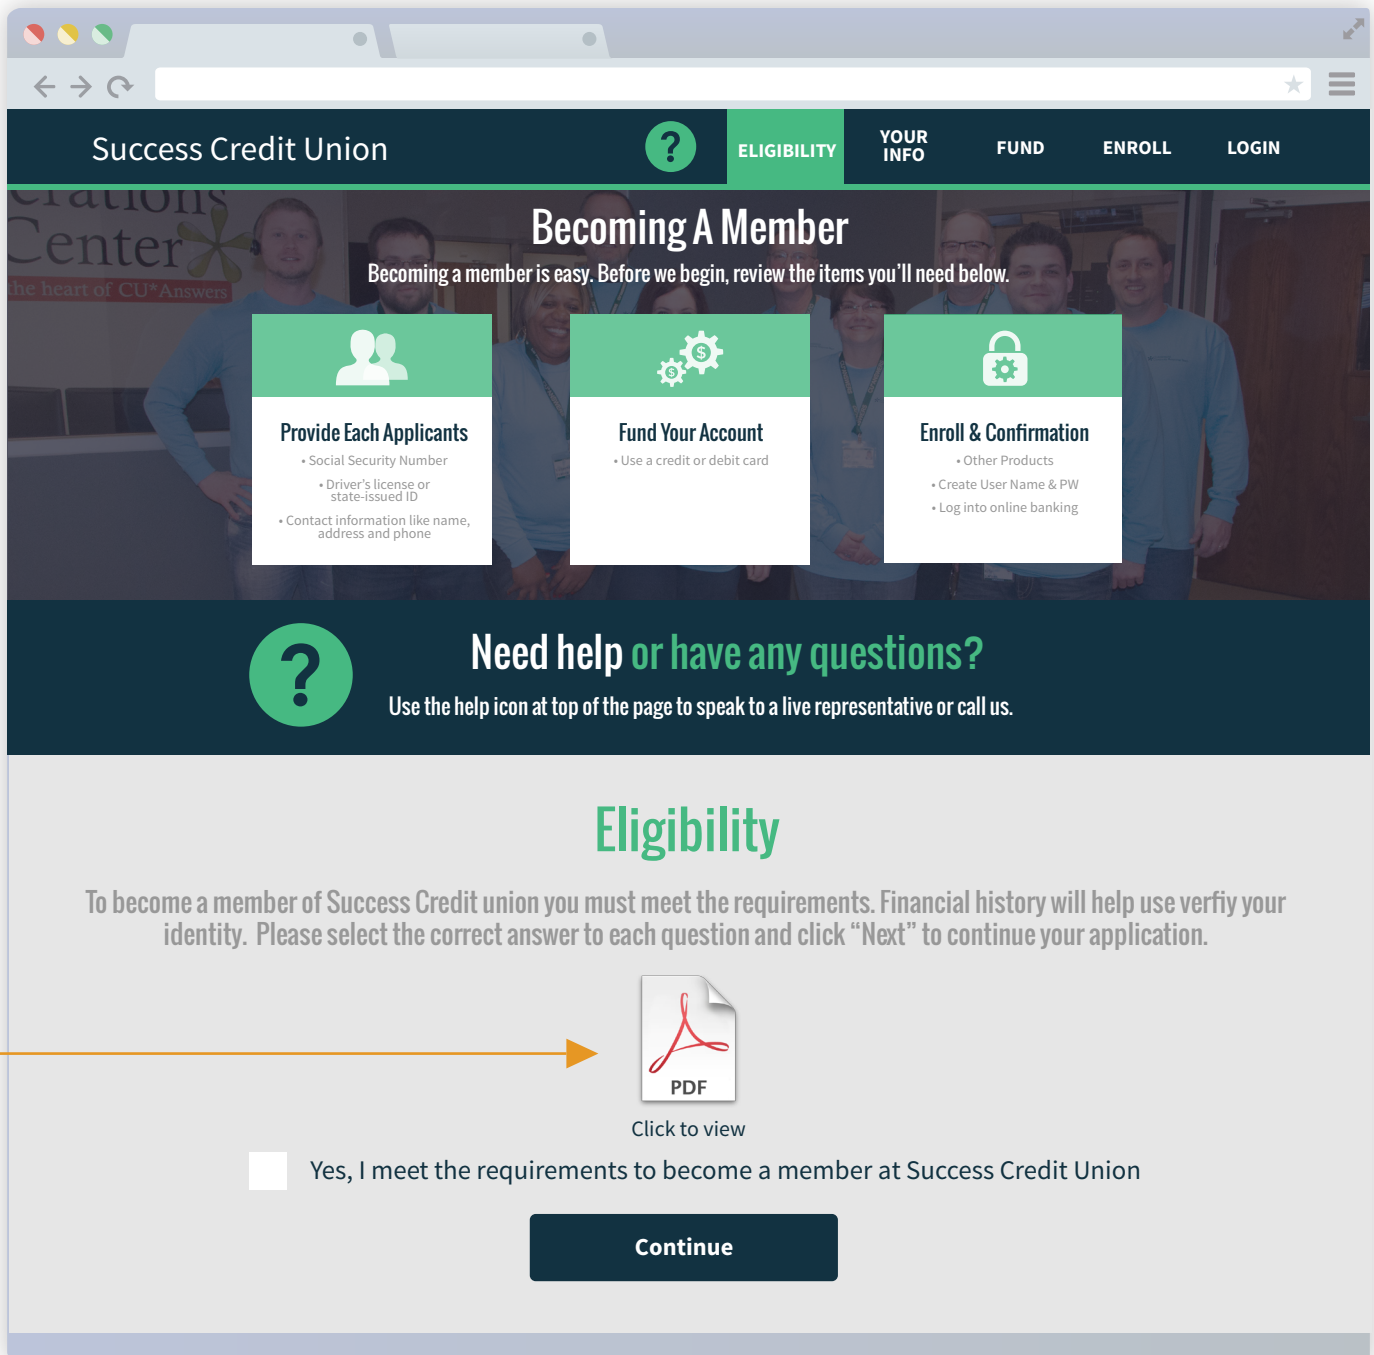 Success Credit Union
?
ELIGIBILITY
YOUR
INFO
FUND
ENROLL
LOGIN
Center
the heart of CU*Answers
Becoming A Member
Becoming a member is easy. Before we begin, review the items you'll need below.
Provide Each Applicants
• Social Security Number
• Driver's license or
state-issued ID
• Contact information like name,
address and phone
$
$
Fund Your Account
• Use a credit or debit card
Enroll & Confirmation
• Other Products
• Create User Name & PW
• Log into online banking
?
Need help or have any questions?
Use the help icon at top of the page to speak to a live representative or call us.
Eligibility
To become a member of Success Credit union you must meet the requirements. Financial history will help use verfiy your
identity.  Please select the correct answer to each question and click “Next” to continue your application.
PDF
Click to view
Yes, I meet the requirements to become a member at Success Credit Union
Continue